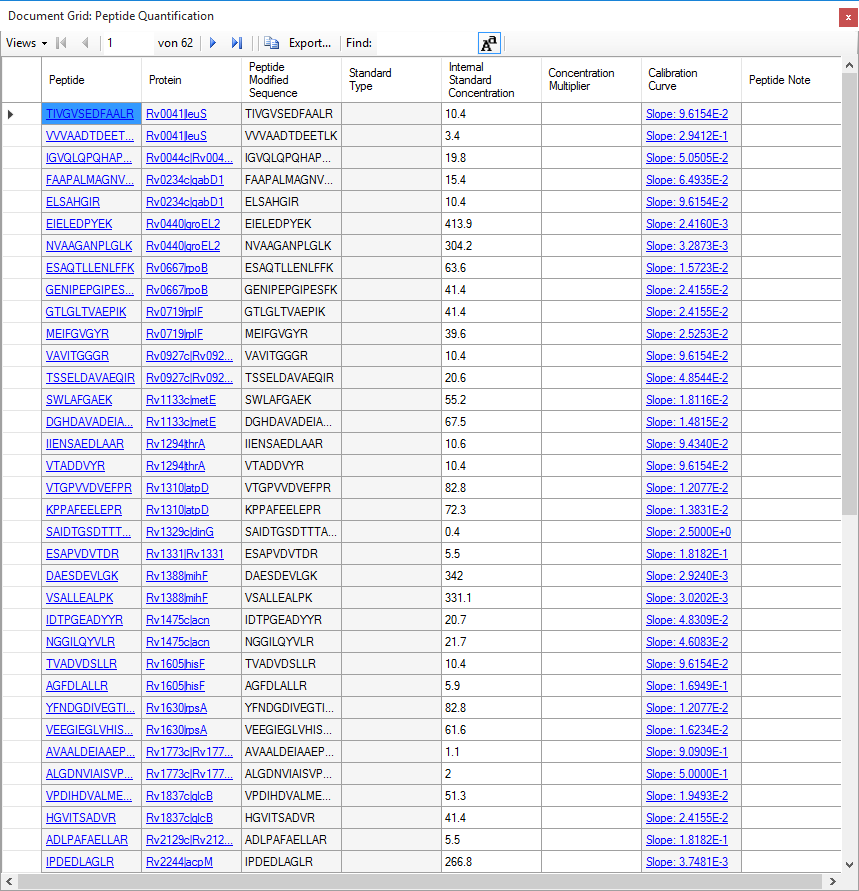 Document Grid: Peptide Quantification
Views 1 von 62 Export... Find:
Peptide Protein Peptide Modified Sequence Standard Type Internal Standard Concentration Concentration Multiplier Calibration Curve Peptide Note
TIVGVSEDFAALR Rv0041|leuS TIVGVSEDFAALR 10.4 Slope: 9.6154E-2
VVVAADTDEET... Rv0041|leuS VVVAADTDEETLK 3.4 Slope: 2.9412E-1
IGVQLQPQHAP... Rv0044c|Rv004... IGVQLQPQHAP... 19.8 Slope: 5.0505E-2
FAAPALMAGNV... Rv0234c|gabD1 FAAPALMAGNV... 15.4 Slope: 6.4935E-2
ELSAHGIR Rv0234c|gabD1 ELSAHGIR 10.4 Slope: 9.6154E-2
EIELEDPYEK Rv0440|groEL2 EIELEDPYEK 413.9 Slope: 2.4160E-3
NVAAGANPLGLK Rv0440|groEL2 NVAAGANPLGLK 304.2 Slope: 3.2873E-3
ESAQTLLENLFFK Rv0667|rpoB ESAQTLLENLFFK 63.6 Slope: 1.5723E-2
GENIPEPGIPES... Rv0667|rpoB GENIPEPGIPESFK 41.4 Slope: 2.4155E-2
GTLGLTVAEPIK Rv0719|rplF GTLGLTVAEPIK 41.4 Slope: 2.4155E-2
MEIFGVGYR Rv0719|rplF MEIFGVGYR 39.6 Slope: 2.5253E-2
VAVITGGGR Rv0927c|Rv092... VAVITGGGR 10.4 Slope: 9.6154E-2
TSSELDAVAEQIR Rv0927c|Rv092... TSSELDAVAEQIR 20.6 Slope: 4.8544E-2
SWLAFGAEK Rv1133c|metE SWLAFGAEK 55.2 Slope: 1.8116E-2
DGHDAVADEIA... Rv1133c|metE DGHDAVADEIA... 67.5 Slope: 1.4815E-2
IIENSAEDLAAR Rv1294|thrA IIENSAEDLAAR 10.6 Slope: 9.4340E-2
VTADDVYR Rv1294|thrA VTADDVYR 10.4 Slope: 9.6154E-2
VTGPVVDVEFPR Rv1310|atpD VTGPVVDVEFPR 82.8 Slope: 1.2077E-2
KPPAFEELEPR Rv1310|atpD KPPAFEELEPR 72.3 Slope: 1.3831E-2
SAIDTGSDTTT... Rv1329c|dinG SAIDTGSDTTTA... 0.4 Slope: 2.5000E+0
ESAPVDVTDR Rv1331|Rv1331 ESAPVDVTDR 5.5 Slope: 1.8182E-1
DAESDEVLGK Rv1388|mihF DAESDEVLGK 342 Slope: 2.9240E-3
VSALLEALPK Rv1388|mihF VSALLEALPK 331.1 Slope: 3.0202E-3
IDTPGEADYYR Rv1475c|acn IDTPGEADYYR 20.7 Slope: 4.8309E-2
NGGILQYVLR Rv1475c|acn NGGILQYVLR 21.7 Slope: 4.6083E-2
TVADVDSLLR Rv1605|hisF TVADVDSLLR 10.4 Slope: 9.6154E-2
AGFDLALLR Rv1605|hisF AGFDLALLR 5.9 Slope: 1.6949E-1
YFNDGDIVEGTI... Rv1630|rpsA YFNDGDIVEGTI... 82.8 Slope: 1.2077E-2
VEEGIEGLVHIS... Rv1630|rpsA VEEGIEGLVHIS... 61.6 Slope: 1.6234E-2
AVAALDEIAAEP... Rv1773c|Rv177... AVAALDEIAAEP... 1.1 Slope: 9.0909E-1
ALGDNVIAISVP... Rv1773c|Rv177... ALGDNVIAISVP... 2 Slope: 5.0000E-1
VPDIHDVALME... Rv1837c|glcB VPDIHDVALME... 51.3 Slope: 1.9493E-2
HGVITSADVR Rv1837c|glcB HGVITSADVR 41.4 Slope: 2.4155E-2
ADLPAFAELLAR Rv2129c|Rv212... ADLPAFAELLAR 5.5 Slope: 1.8182E-1
IPDEDLAGLR Rv2244|acpM IPDEDLAGLR 266.8 Slope: 3.7481E-3